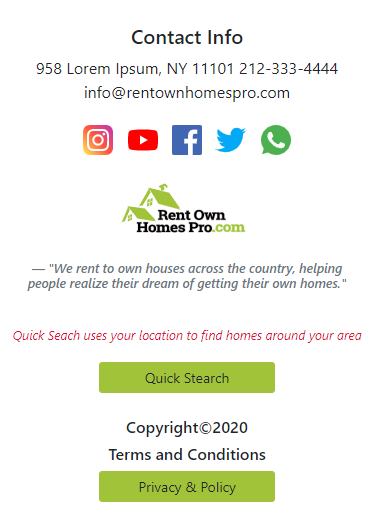 Contact Info
958 Lorem Ipsum, NY 11101 212-333-4444
info@rentownhomespro.com
Rent Own
Homes Pro.com
— "We rent to own houses across the country, helping
people realize their dream of getting their own homes."
Quick Seach uses your location to find homes around your area
Quick Stearch
Copyright©2020
Terms and Conditions
Privacy & Policy